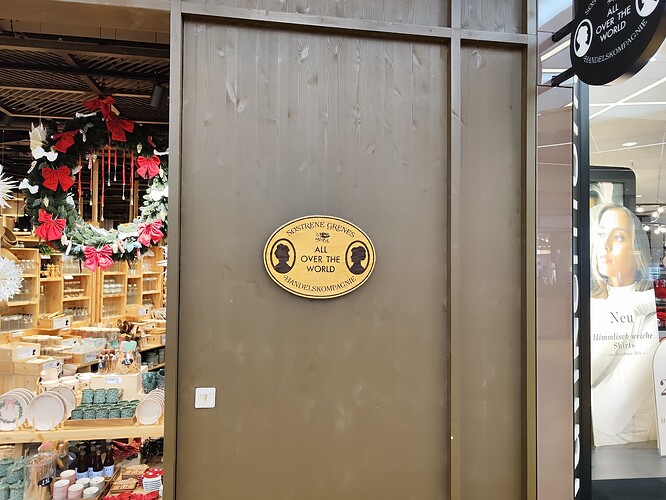 ALL
OVER THE
WORLD
HANDELSKOMPAGNIE
SØSTRENE GRENES
ALL
OVER THE
WORLD
HANDELSKOMPAGNIE
Neu
Himmlisch weiche
Shirts